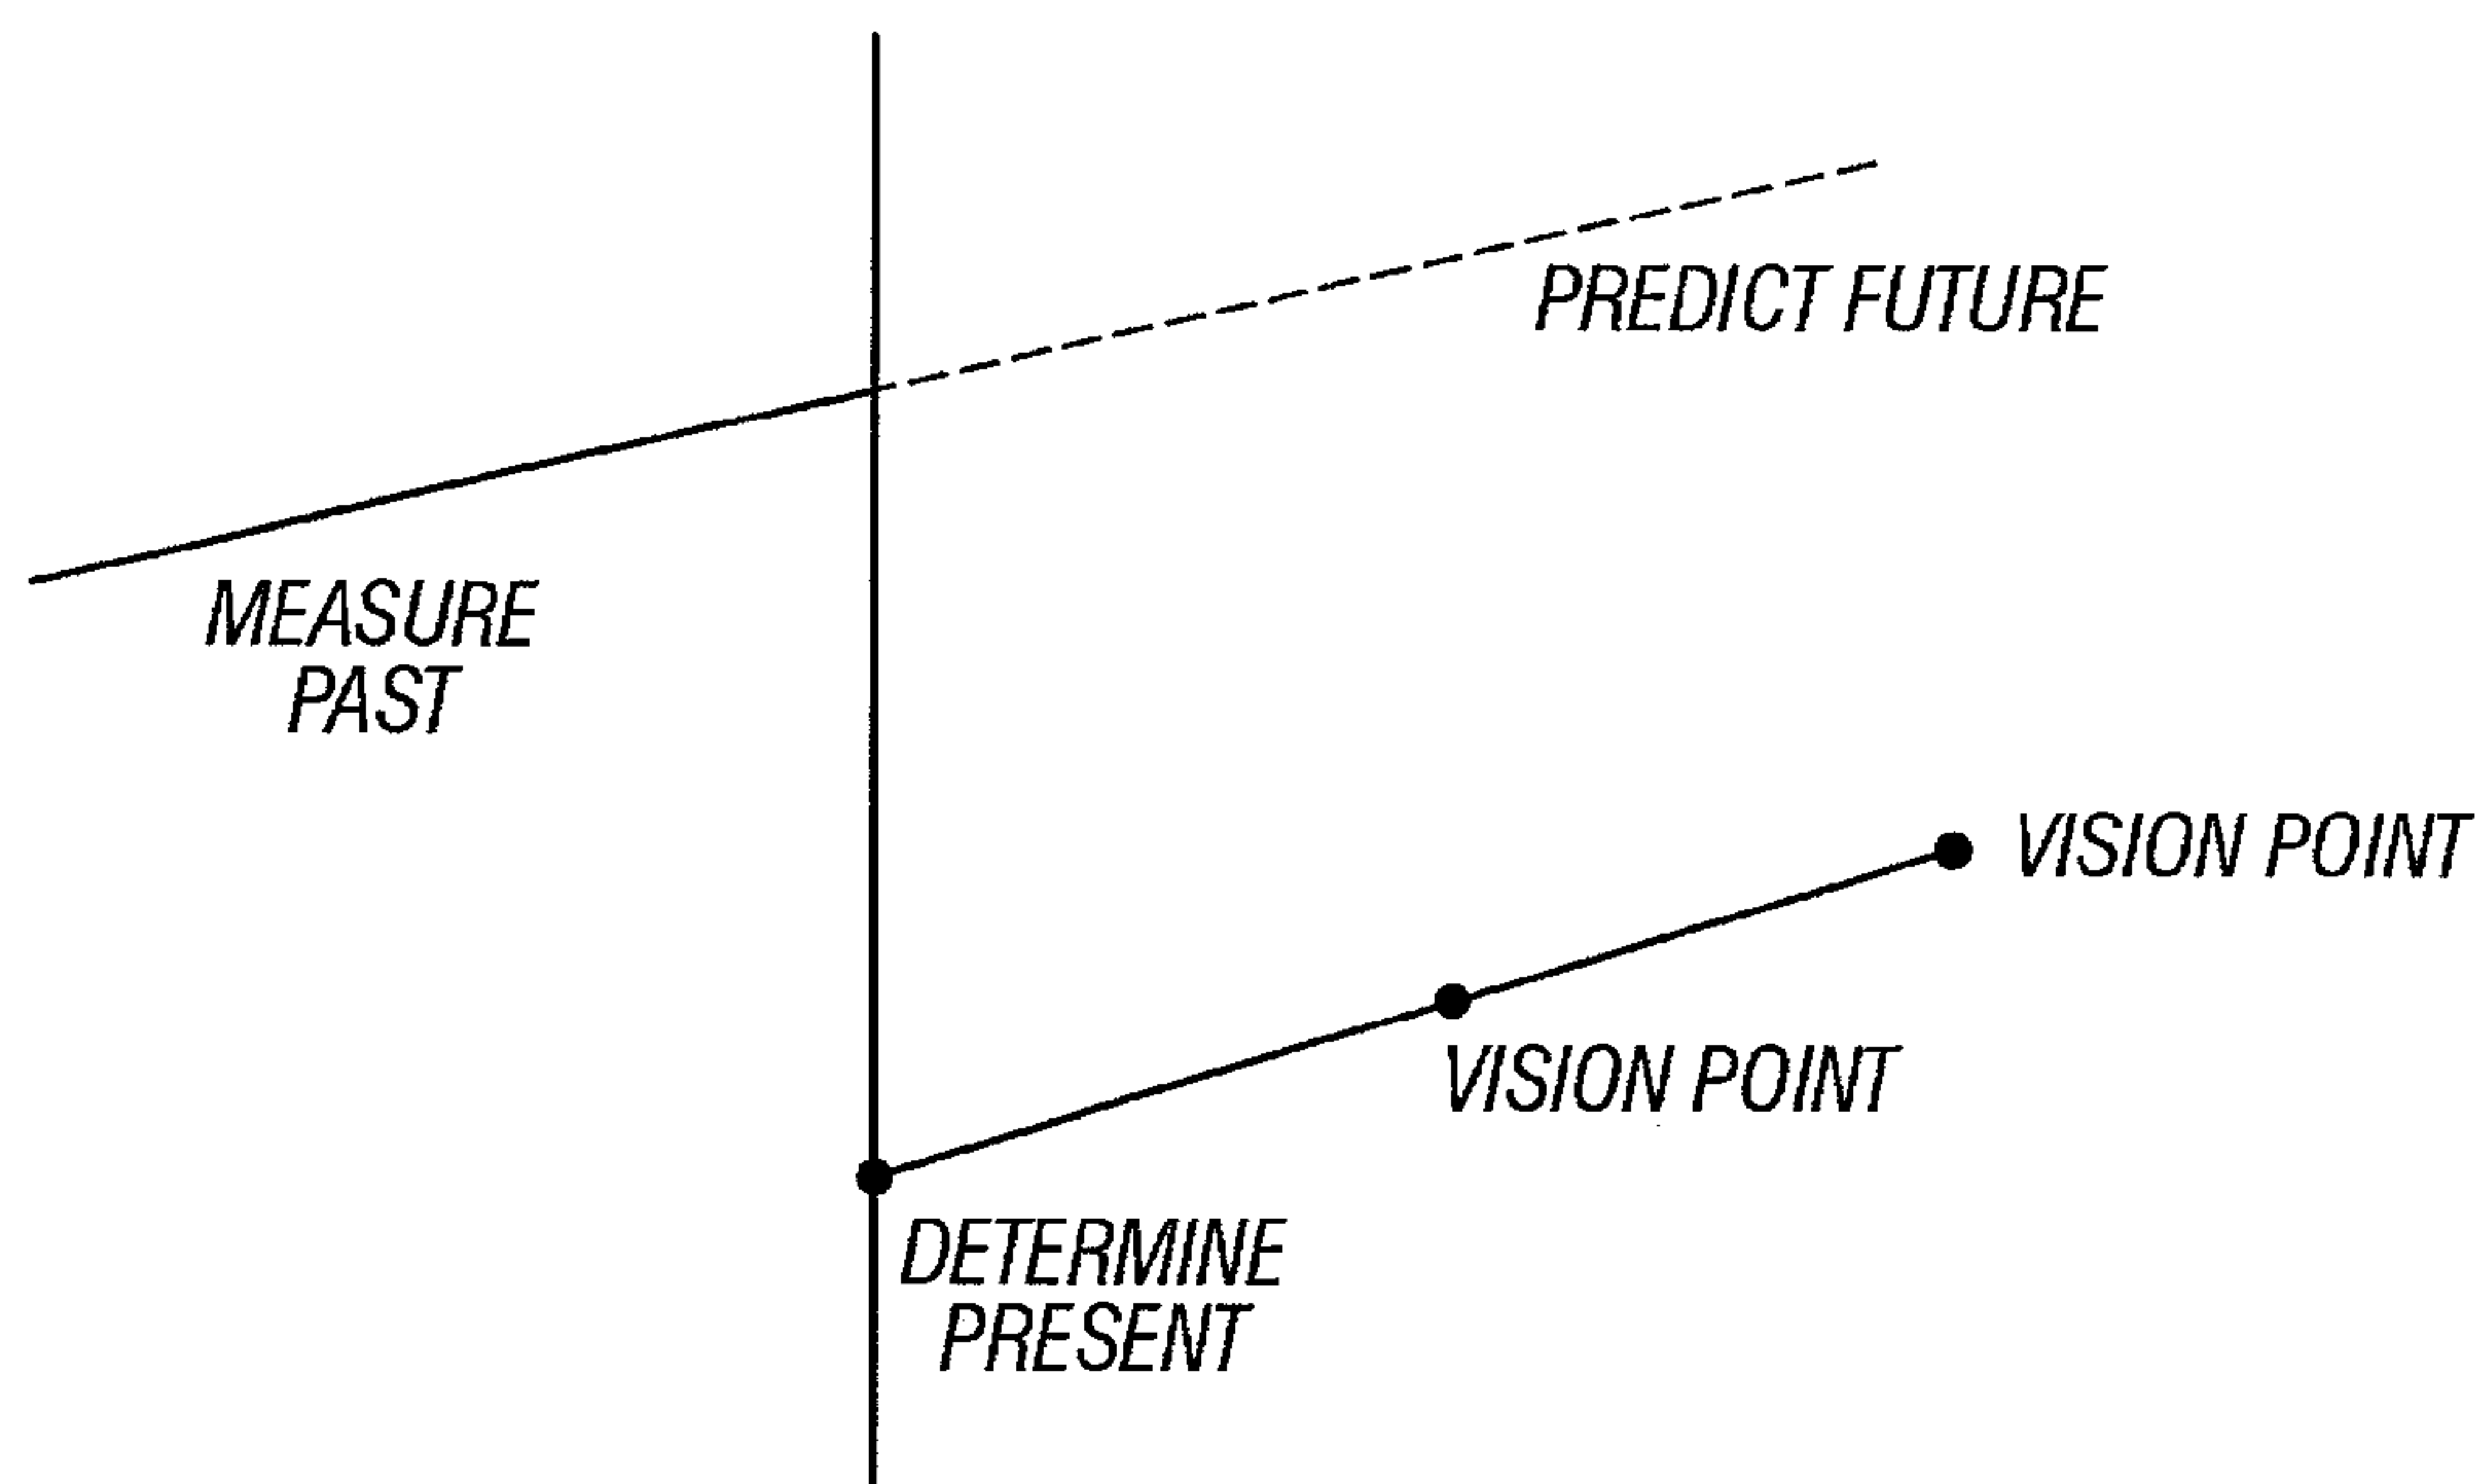 PREDICT FUTURE
MEASURE
PAST
VISION POINT
VISION POINT
DETERMINE
PRESENT